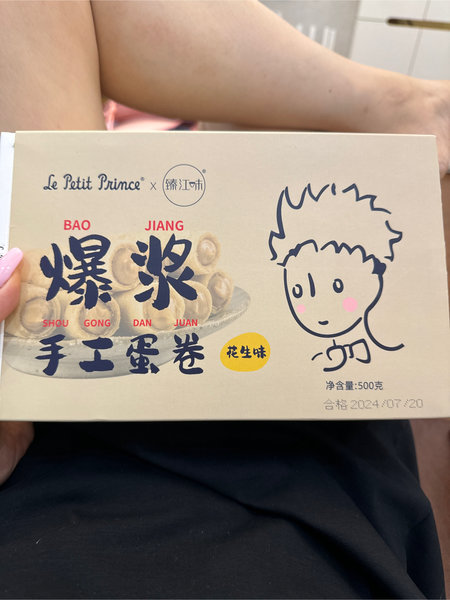 Le Petit Prince® x 臻江味®
BAO JIANG
爆浆
SHOU GONG DAN JUAN
手工蛋卷
花生味
净含量:500克
合格 2024/07/20